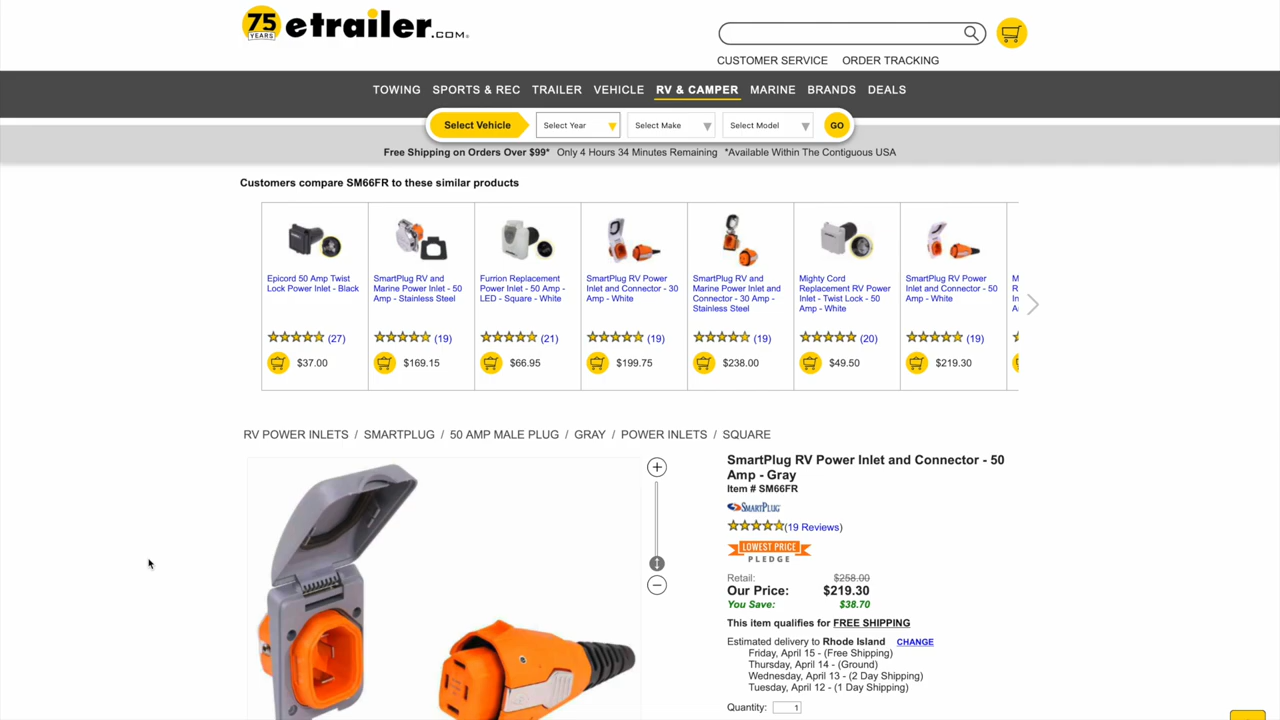 75 YEARS etrailer.COM
CUSTOMER SERVICE ORDER TRACKING
TOWING SPORTS & REC TRAILER VEHICLE RV & CAMPER MARINE BRANDS DEALS
Select Vehicle Select Year Select Make Select Model GO
Free Shipping on Orders Over $99* Only 4 Hours 34 Minutes Remaining *Available Within The Contiguous USA
Customers compare SM66FR to these similar products
Epicord 50 Amp Twist
Lock Power Inlet - Black
(27)
$37.00
SmartPlug RV and
Marine Power Inlet - 50
Amp - Stainless Steel
(19)
$169.15
Furrion Replacement
Power Inlet - 50 Amp -
LED - Square - White
(21)
$66.95
SmartPlug RV Power
Inlet and Connector - 30
Amp - White
(19)
$199.75
SmartPlug RV and
Marine Power Inlet and
Connector - 30 Amp -
Stainless Steel
(19)
$238.00
Mighty Cord
Replacement RV Power
Inlet - Twist Lock - 50
Amp - White
(20)
$49.50
SmartPlug RV Power
Inlet and Connector - 50
Amp - White
(19)
$219.30
RV POWER INLETS / SMARTPLUG / 50 AMP MALE PLUG / GRAY / POWER INLETS / SQUARE
SmartPlug RV Power Inlet and Connector - 50
Amp - Gray
Item # SM66FR
SMARTPLUG
(19 Reviews)
LOWEST PRICE
PLEDGE
Retail: $258.00
Our Price: $219.30
You Save: $38.70
This item qualifies for FREE SHIPPING
Estimated delivery to Rhode Island CHANGE
Friday, April 15 - (Free Shipping)
Thursday, April 14 - (Ground)
Wednesday, April 13 - (2 Day Shipping)
Tuesday, April 12 - (1 Day Shipping)
Quantity: 1